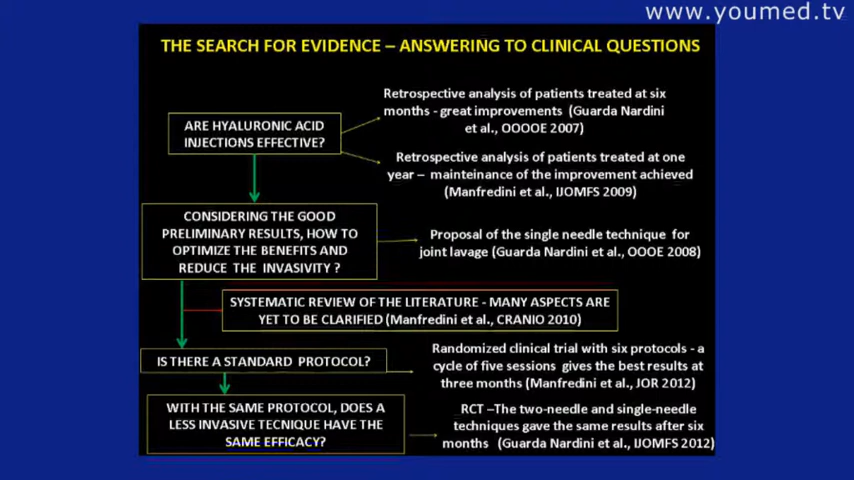 www.youmed.tv
THE SEARCH FOR EVIDENCE – ANSWERING TO CLINICAL QUESTIONS
ARE HYALURONIC ACID
INJECTIONS EFFECTIVE?
Retrospective analysis of patients treated at six
months - great improvements (Guarda Nardini
et al., OOOOE 2007)
Retrospective analysis of patients treated at one
year – mainteinance of the improvement achieved
(Manfredini et al., IJOMFS 2009)
CONSIDERING THE GOOD
PRELIMINARY RESULTS, HOW TO
OPTIMIZE THE BENEFITS AND
REDUCE THE INVASIVITY ?
Proposal of the single needle technique for
joint lavage (Guarda Nardini et al., OOOE 2008)
SYSTEMATIC REVIEW OF THE LITERATURE - MANY ASPECTS ARE
YET TO BE CLARIFIED (Manfredini et al., CRANIO 2010)
IS THERE A STANDARD PROTOCOL?
Randomized clinical trial with six protocols - a
cycle of five sessions gives the best results at
three months (Manfredini et al., JOR 2012)
WITH THE SAME PROTOCOL, DOES A
LESS INVASIVE TECNIQUE HAVE THE
SAME EFFICACY?
RCT –The two-needle and single-needle
techniques gave the same results after six
months (Guarda Nardini et al., IJOMFS 2012)